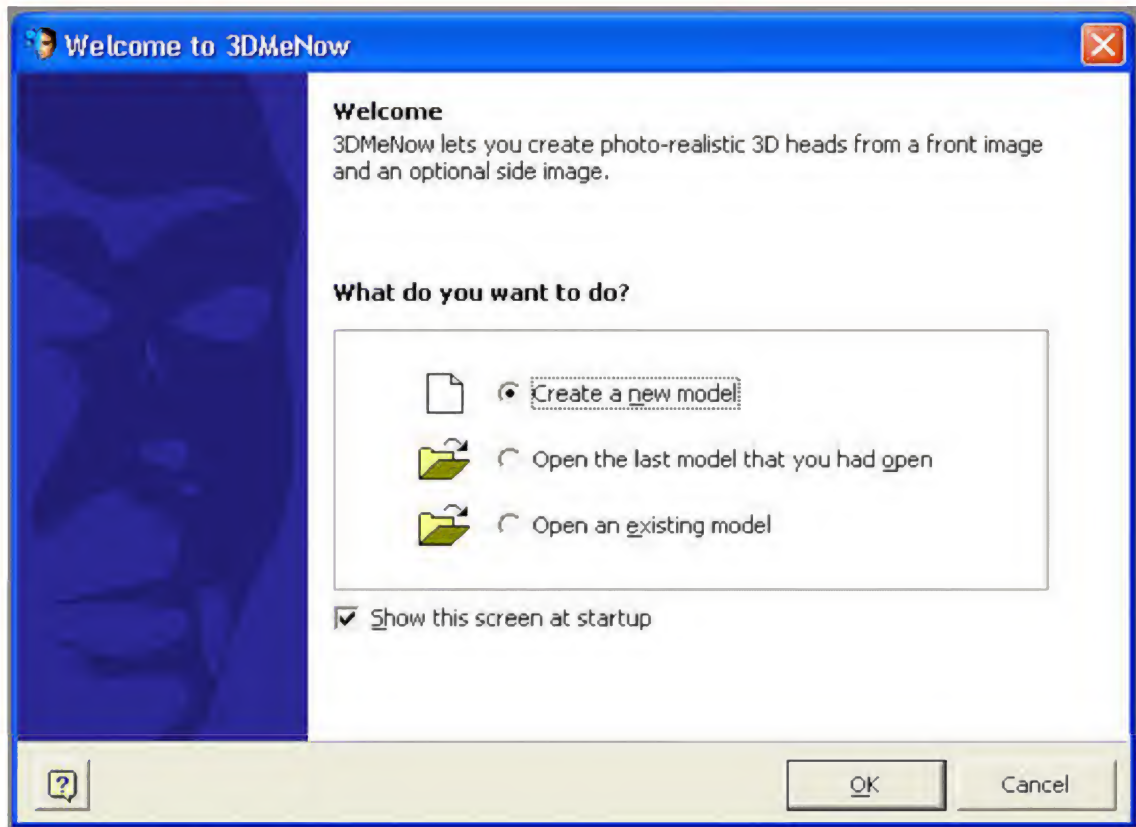 Welcome to 3DMeNow
Welcome
3DMeNow lets you create photo-realistic 3D heads from a front image
and an optional side image.
What do you want to do?
Create a new model
Open the last model that you had open
Open an existing model
Show this screen at startup
?
OK
Cancel